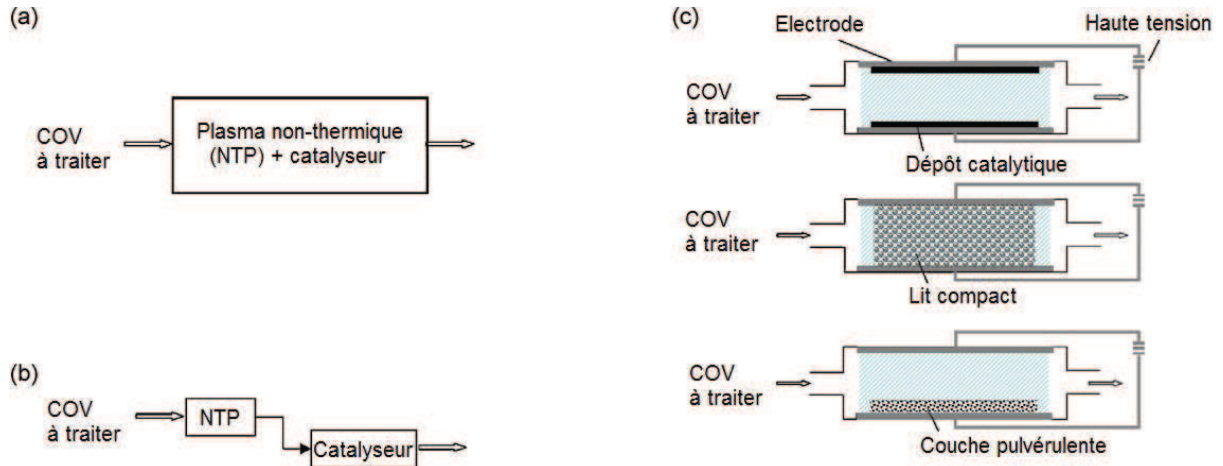 (a)
COV
à traiter
Plasma non-thermique
(NTP) + catalyseur
(b)
COV
à traiter
NTP
Catalyseur
(c)
Electrode
Haute tension
COV
à traiter
Dépôt catalytique
COV
à traiter
Lit compact
COV
à traiter
Couche pulvérulente